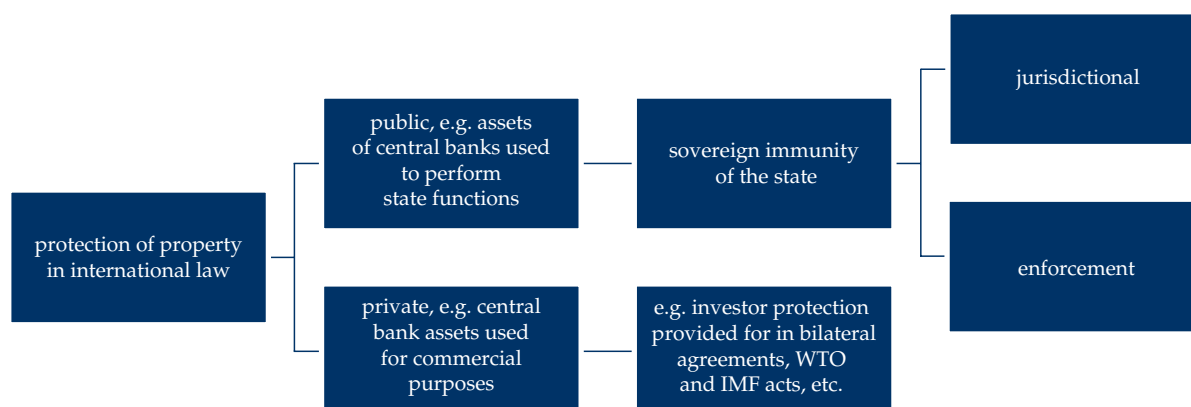 protection of property
in international law
public, e.g. assets
of central banks used
to perform
state functions
sovereign immunity
of the state
jurisdictional
enforcement
private, e.g. central
bank assets used
for commercial
purposes
e.g. investor protection
provided for in bilateral
agreements, WTO
and IMF acts, etc.